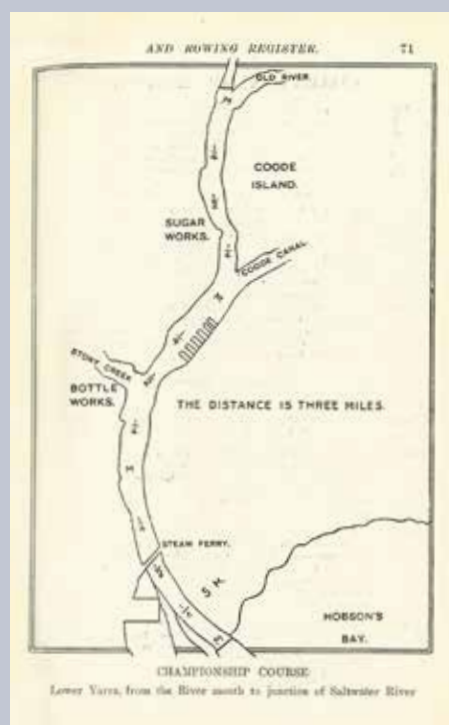 AND ROWING REGISTER. 71
OLD RIVER.
COODE
ISLAND.
SUGAR
WORKS.
COODE CANAL
STONY CREEK
BOTTLE
WORKS.
THE DISTANCE IS THREE MILES.
STEAM FERRY.
HOBSON'S
BAY.
CHAMPIONSHIP COURSE
Lower Yarra, from the River mouth to junction of Saltwater River